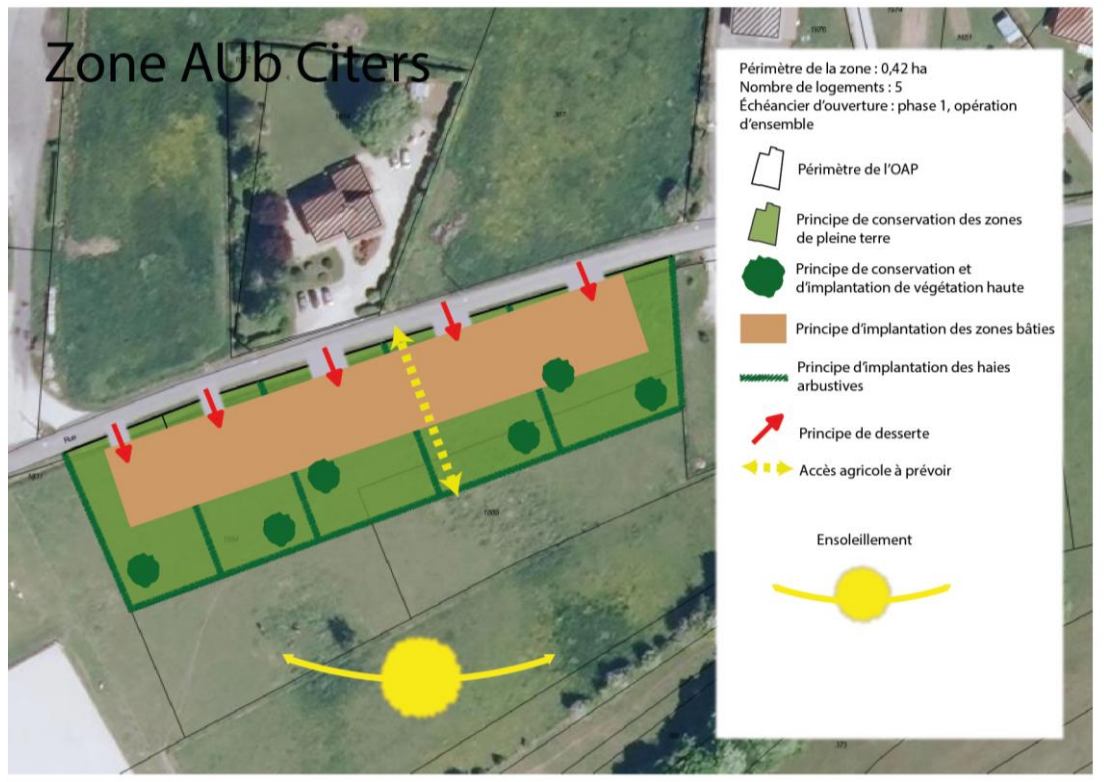 Zone AUb Citers
Périmètre de la zone : 0,42 ha
Nombre de logements : 5
Échéancier d'ouverture : phase 1, opération
d'ensemble
Périmètre de l'OAP
Principe de conservation des zones
de pleine terre
Principe de conservation et
d'implantation de végétation haute
Principe d'implantation des zones bâties
Principe d'implantation des haies
arbustives
Principe de desserte
Accès agricole à prévoir
Ensoleillement
Rue